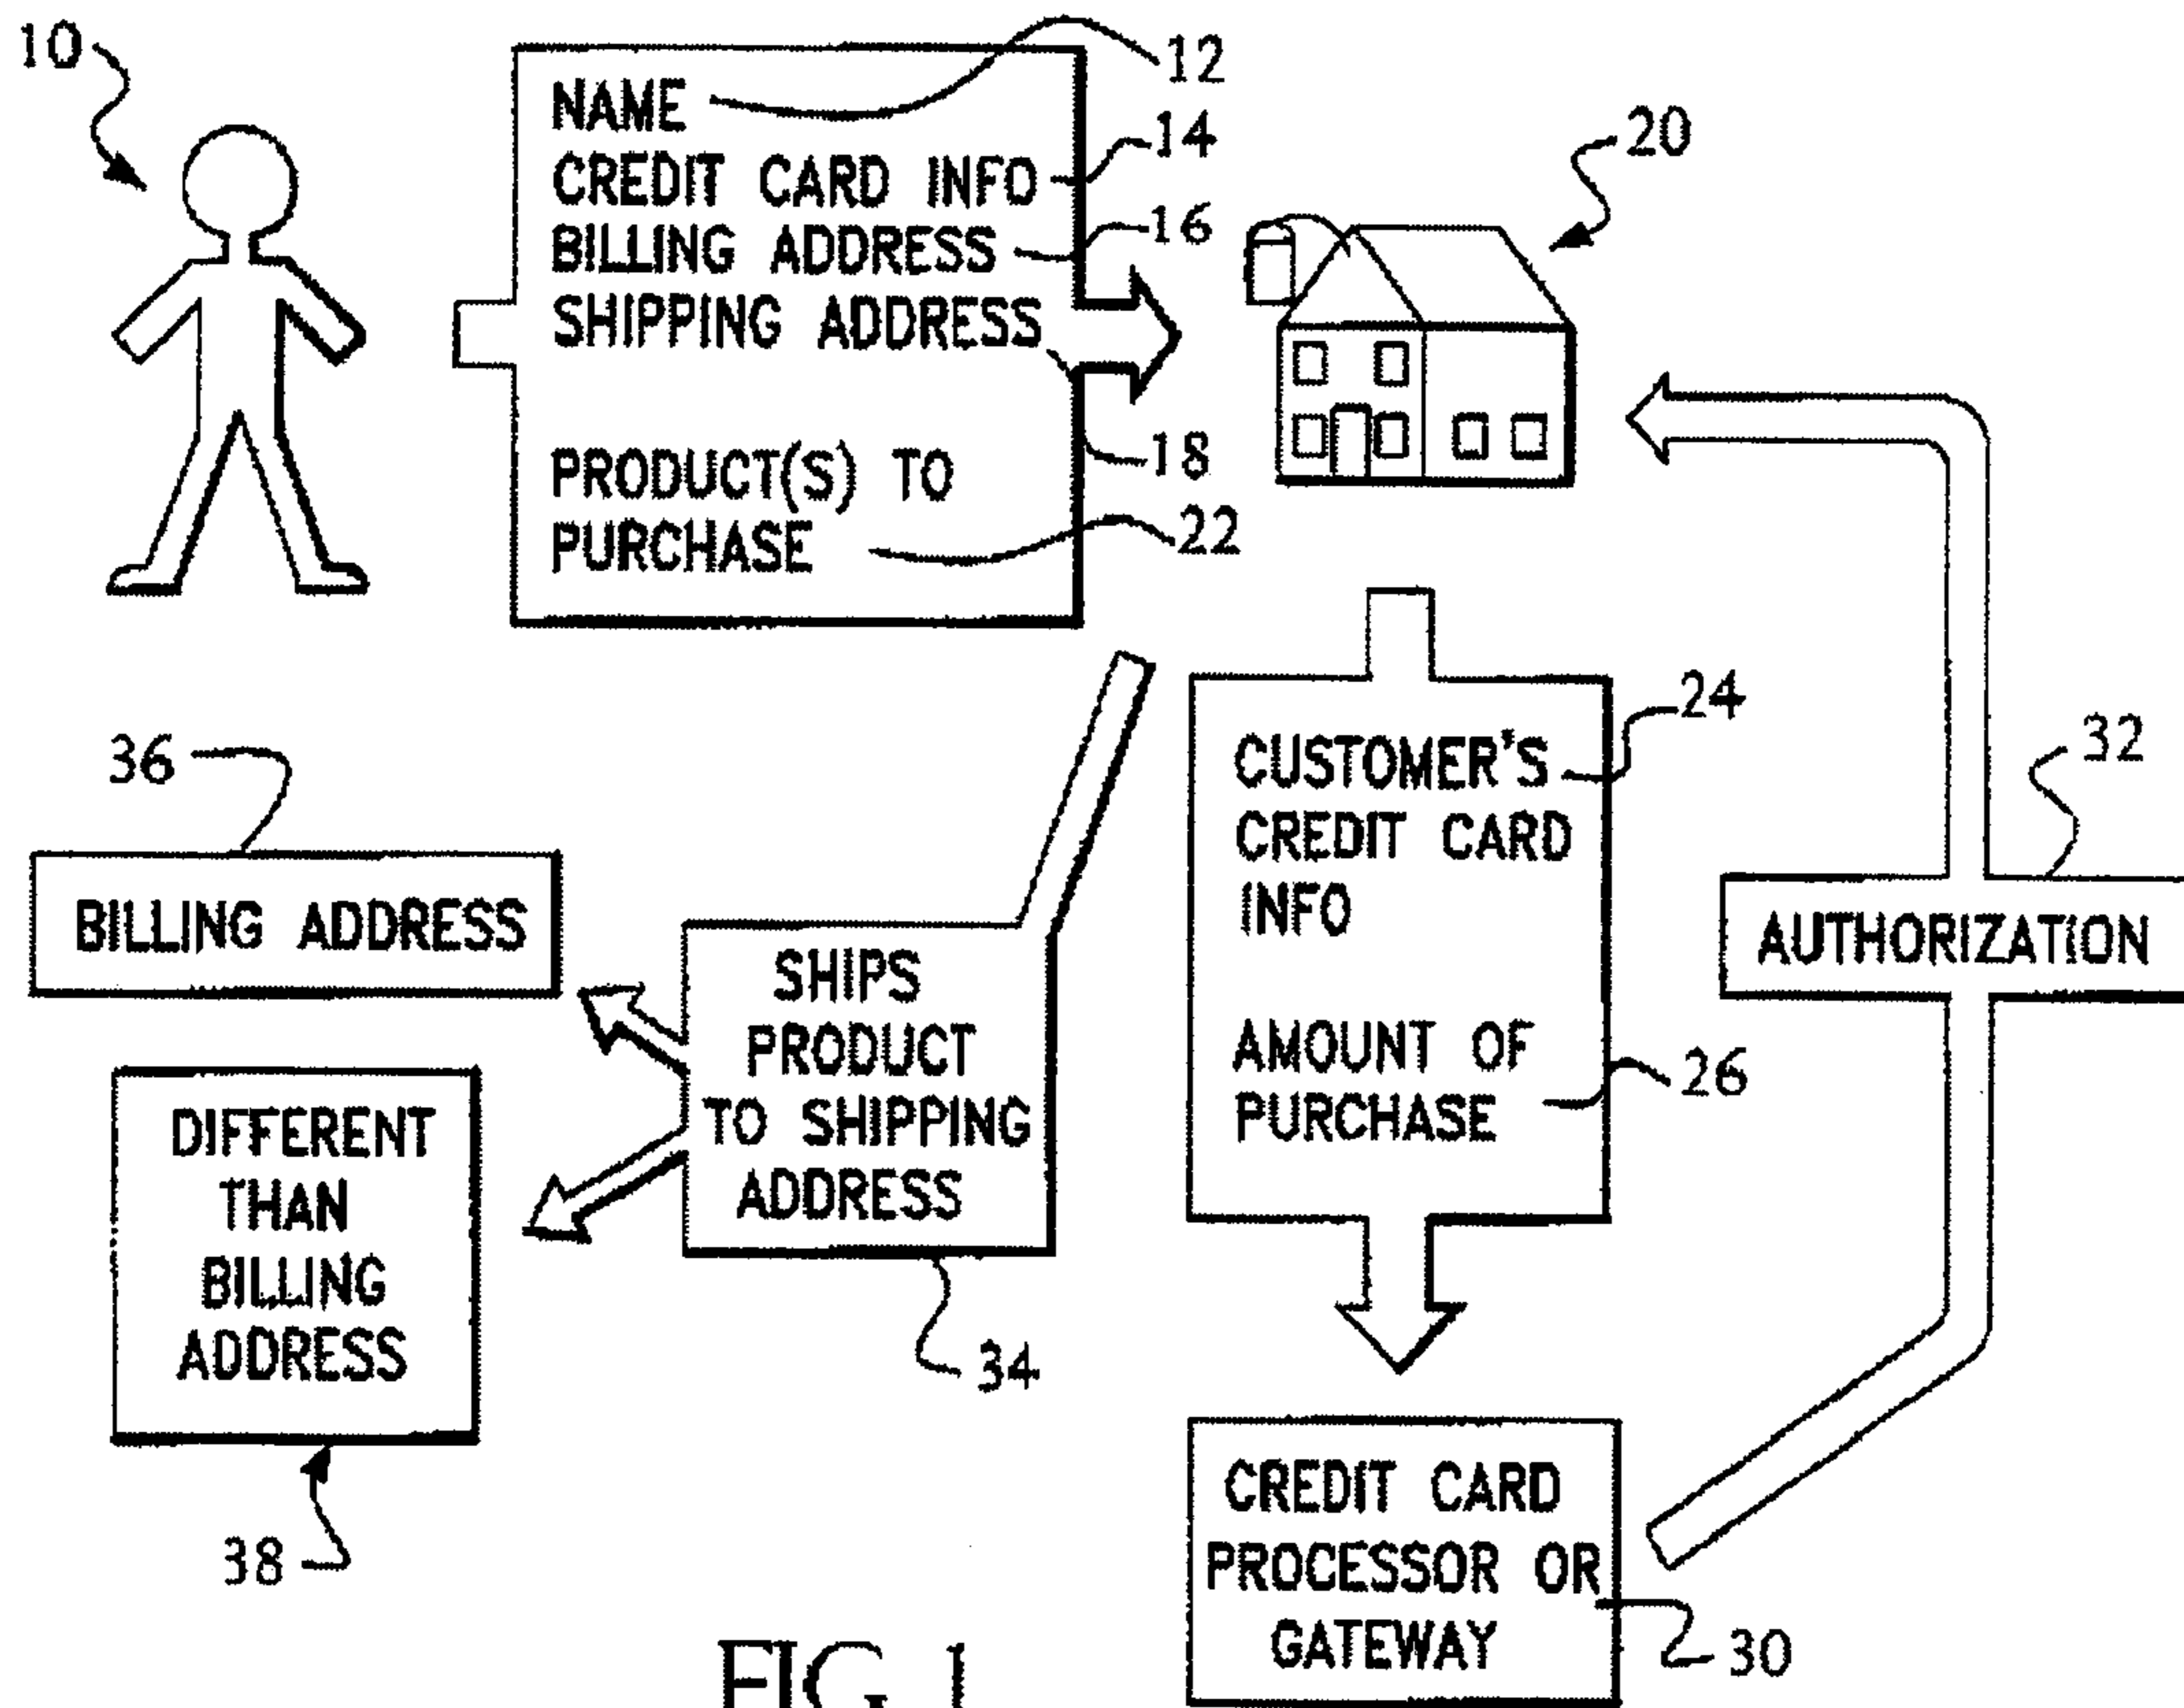 10
12
NAME
14
CREDIT CARD INFO
16
BILLING ADDRESS
SHIPPING ADDRESS
18
PRODUCT(S) TO
PURCHASE
22
20
24
CUSTOMER'S
CREDIT CARD
INFO
AMOUNT OF
PURCHASE
26
32
AUTHORIZATION
36
BILLING ADDRESS
SHIPS
PRODUCT
TO SHIPPING
ADDRESS
34
DIFFERENT
THAN
BILLING
ADDRESS
38
CREDIT CARD
PROCESSOR OR
GATEWAY
30
FIG. 1